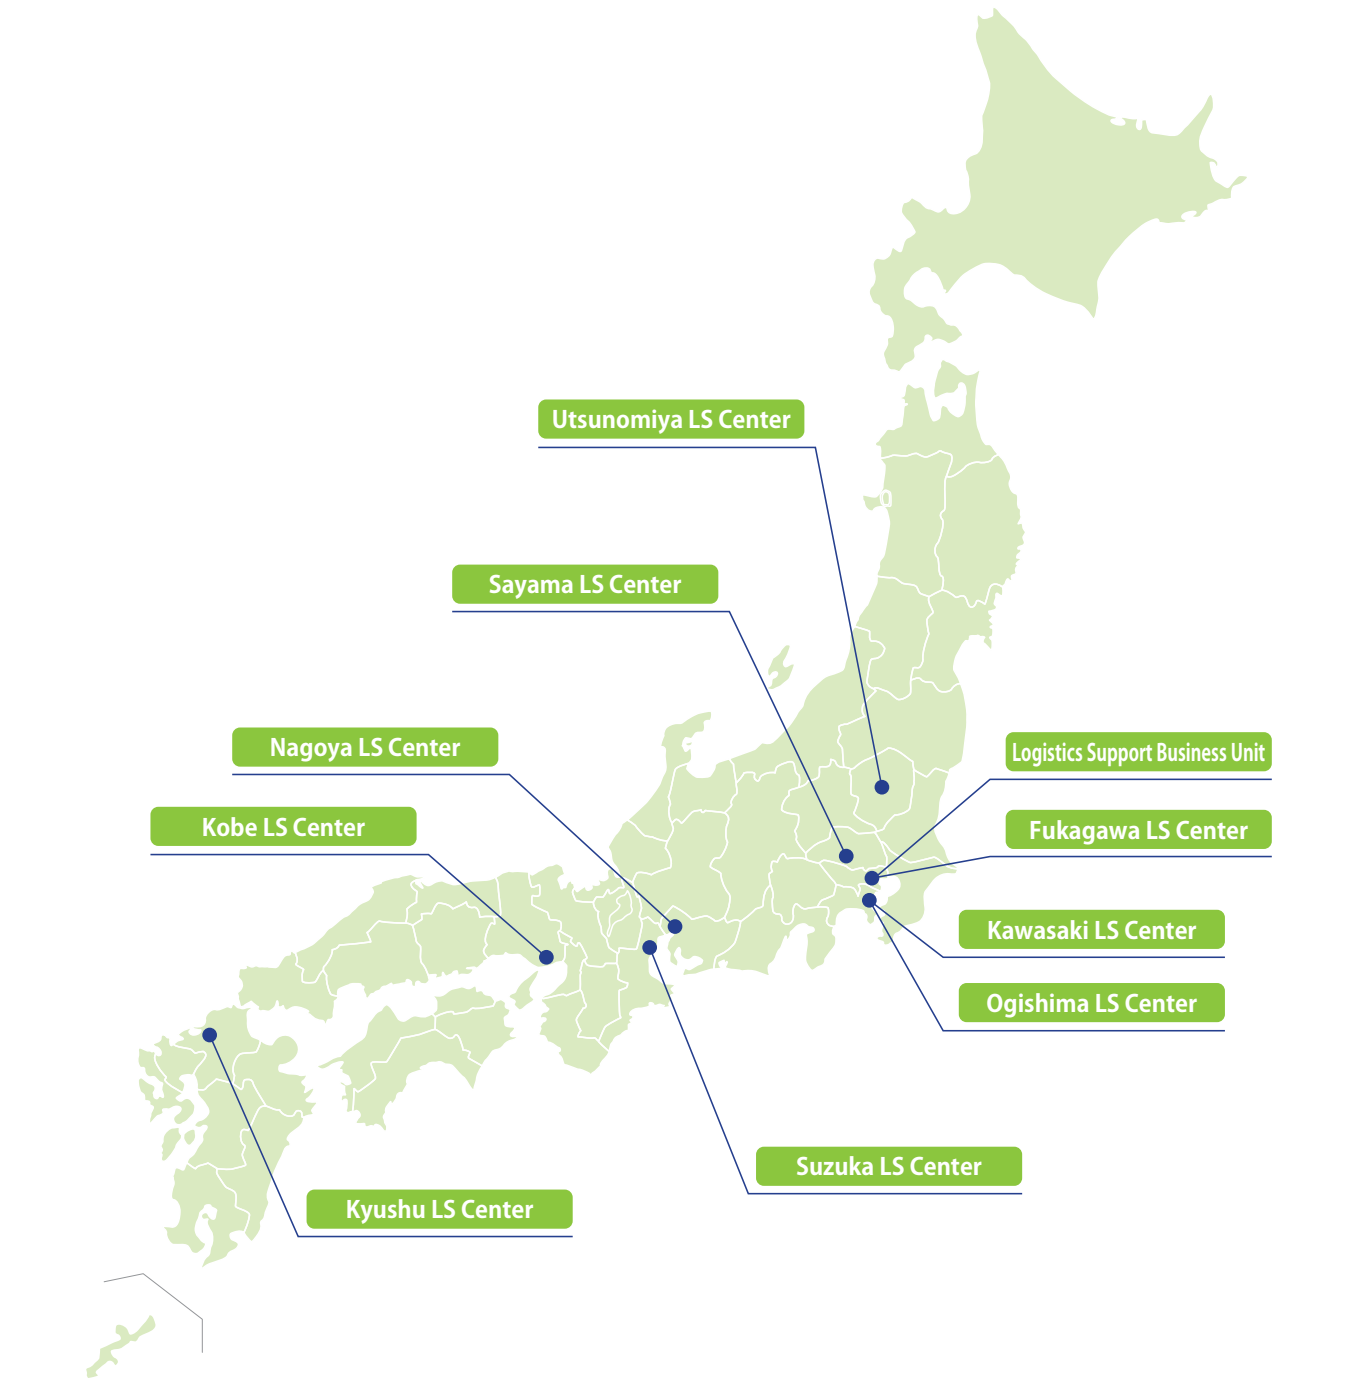 Utsunomiya LS Center
Sayama LS Center
Nagoya LS Center
Logistics Support Business Unit
Kobe LS Center
Fukagawa LS Center
Kawasaki LS Center
Ogishima LS Center
Suzuka LS Center
Kyushu LS Center